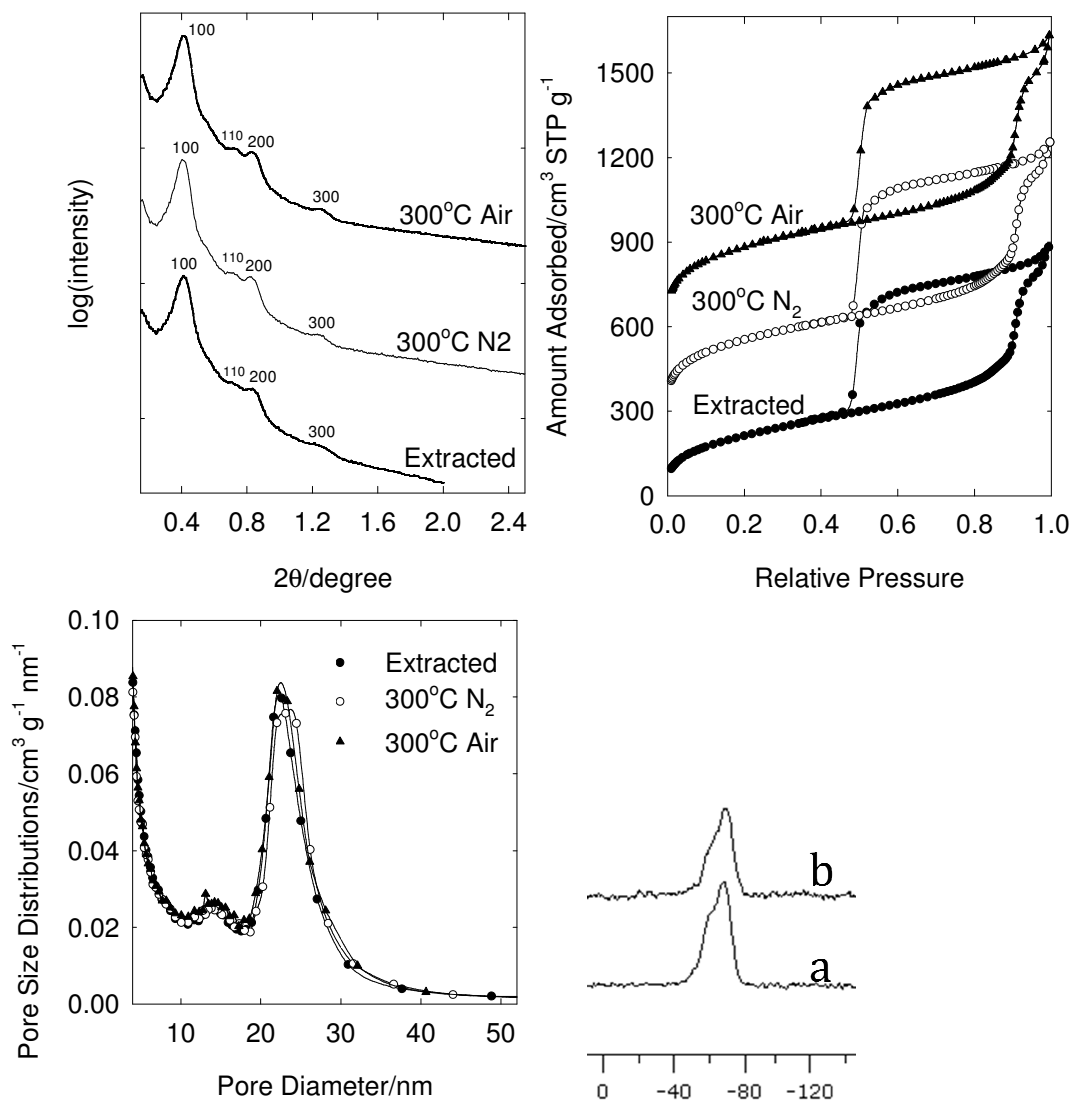 log(intensity)
100
110
200
300
300°C Air
100
110
200
300
300°C N2
100
110
200
300
Extracted
0.4 0.8 1.2 1.6 2.0 2.4
2θ/degree
Amount Adsorbed/cm³ STP g⁻¹
1500
1200
900
600
300
0
300°C Air
300°C N₂
Extracted
0.0 0.2 0.4 0.6 0.8 1.0
Relative Pressure
Pore Size Distributions/cm³ g⁻¹ nm⁻¹
0.10
0.08
0.06
0.04
0.02
0.00
Extracted
300°C N₂
300°C Air
10 20 30 40 50
Pore Diameter/nm
b
a
0 -40 -80 -120